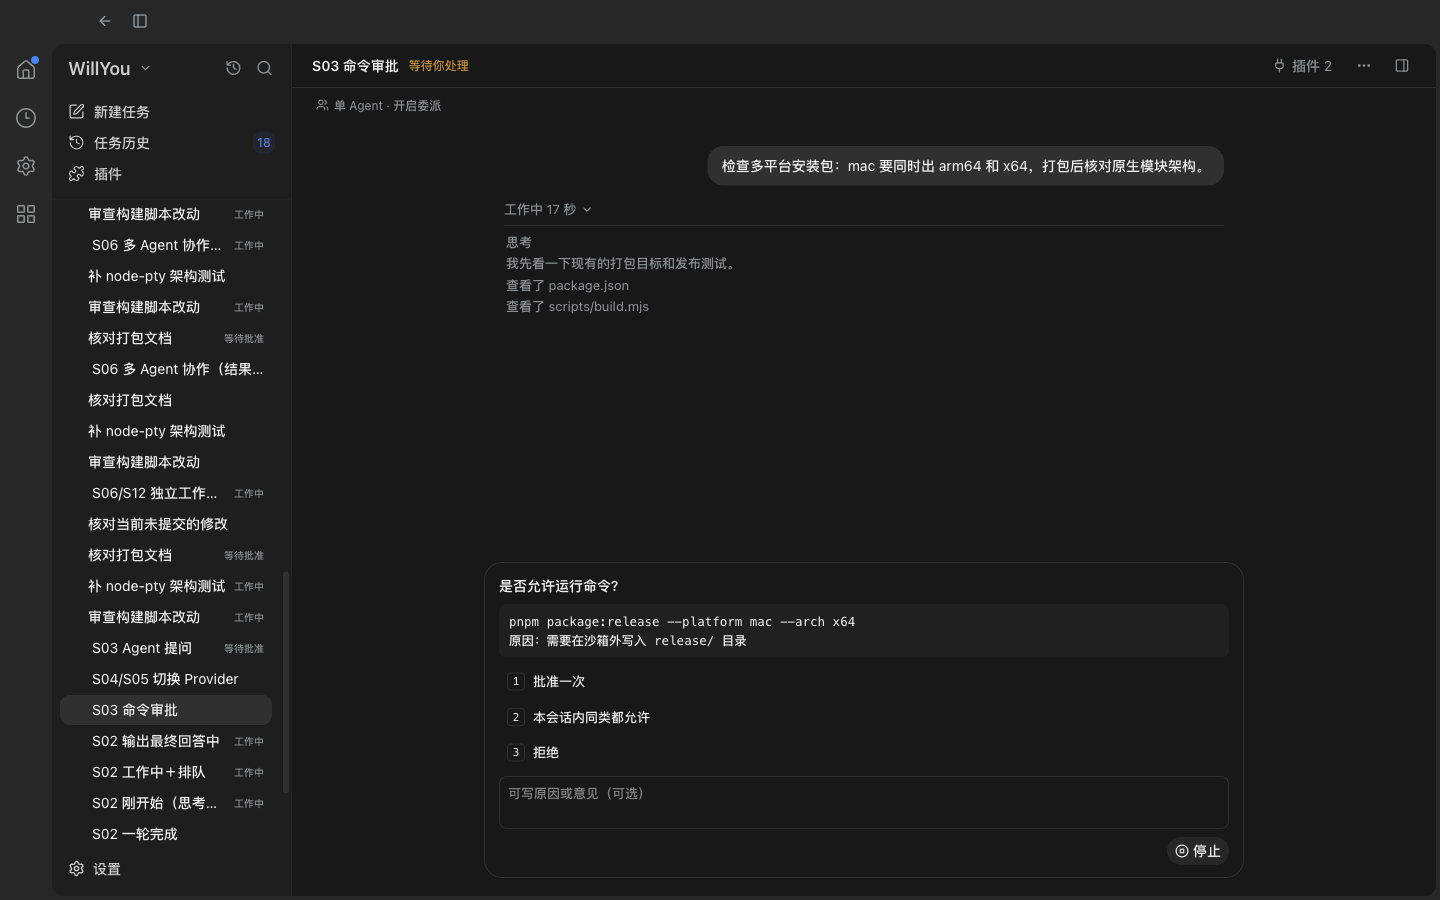 WillYou
新建任务
任务历史 18
插件
审查构建脚本改动 工作中
S06 多 Agent 协作... 工作中
补 node-pty 架构测试
审查构建脚本改动 工作中
核对打包文档 等待批准
S06 多 Agent 协作（结果...
核对打包文档
补 node-pty 架构测试
审查构建脚本改动
S06/S12 独立工作... 工作中
核对当前未提交的修改
核对打包文档 等待批准
补 node-pty 架构测试 工作中
审查构建脚本改动 工作中
S03 Agent 提问 等待批准
S04/S05 切换 Provider
S03 命令审批
S02 输出最终回答中 工作中
S02 工作中＋排队 工作中
S02 刚开始（思考... 工作中
S02 一轮完成
设置
S03 命令审批 等待你处理
插件 2
单 Agent · 开启委派
检查多平台安装包：mac 要同时出 arm64 和 x64，打包后核对原生模块架构。
工作中 17 秒
思考
我先看一下现有的打包目标和发布测试。
查看了 package.json
查看了 scripts/build.mjs
是否允许运行命令？
pnpm package:release --platform mac --arch x64
原因：需要在沙箱外写入 release/ 目录
1 批准一次
2 本会话内同类都允许
3 拒绝
可写原因或意见（可选）
停止